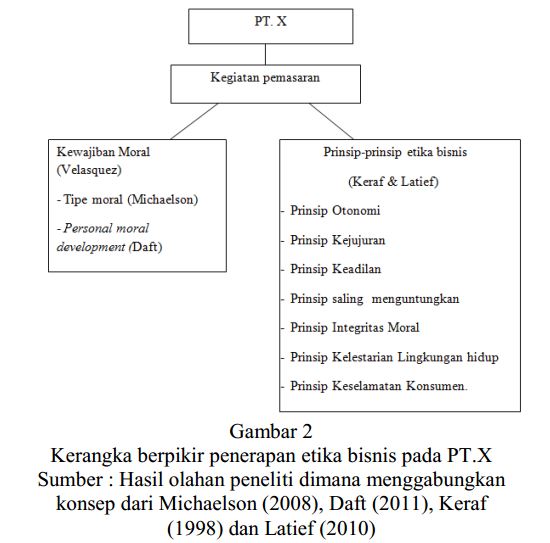 PT. X
Kegiatan pemasaran
Kewajiban Moral
(Velasquez)
- Tipe moral (Michaelson)
- Personal moral
development (Daft)
Prinsip-prinsip etika bisnis
(Keraf & Latief)
- Prinsip Otonomi
- Prinsip Kejujuran
- Prinsip Keadilan
- Prinsip saling menguntungkan
- Prinsip Integritas Moral
- Prinsip Kelestarian Lingkungan hidup
- Prinsip Keselamatan Konsumen.
Gambar 2
Kerangka berpikir penerapan etika bisnis pada PT.X
Sumber : Hasil olahan peneliti dimana menggabungkan
konsep dari Michaelson (2008), Daft (2011), Keraf
(1998) dan Latief (2010)